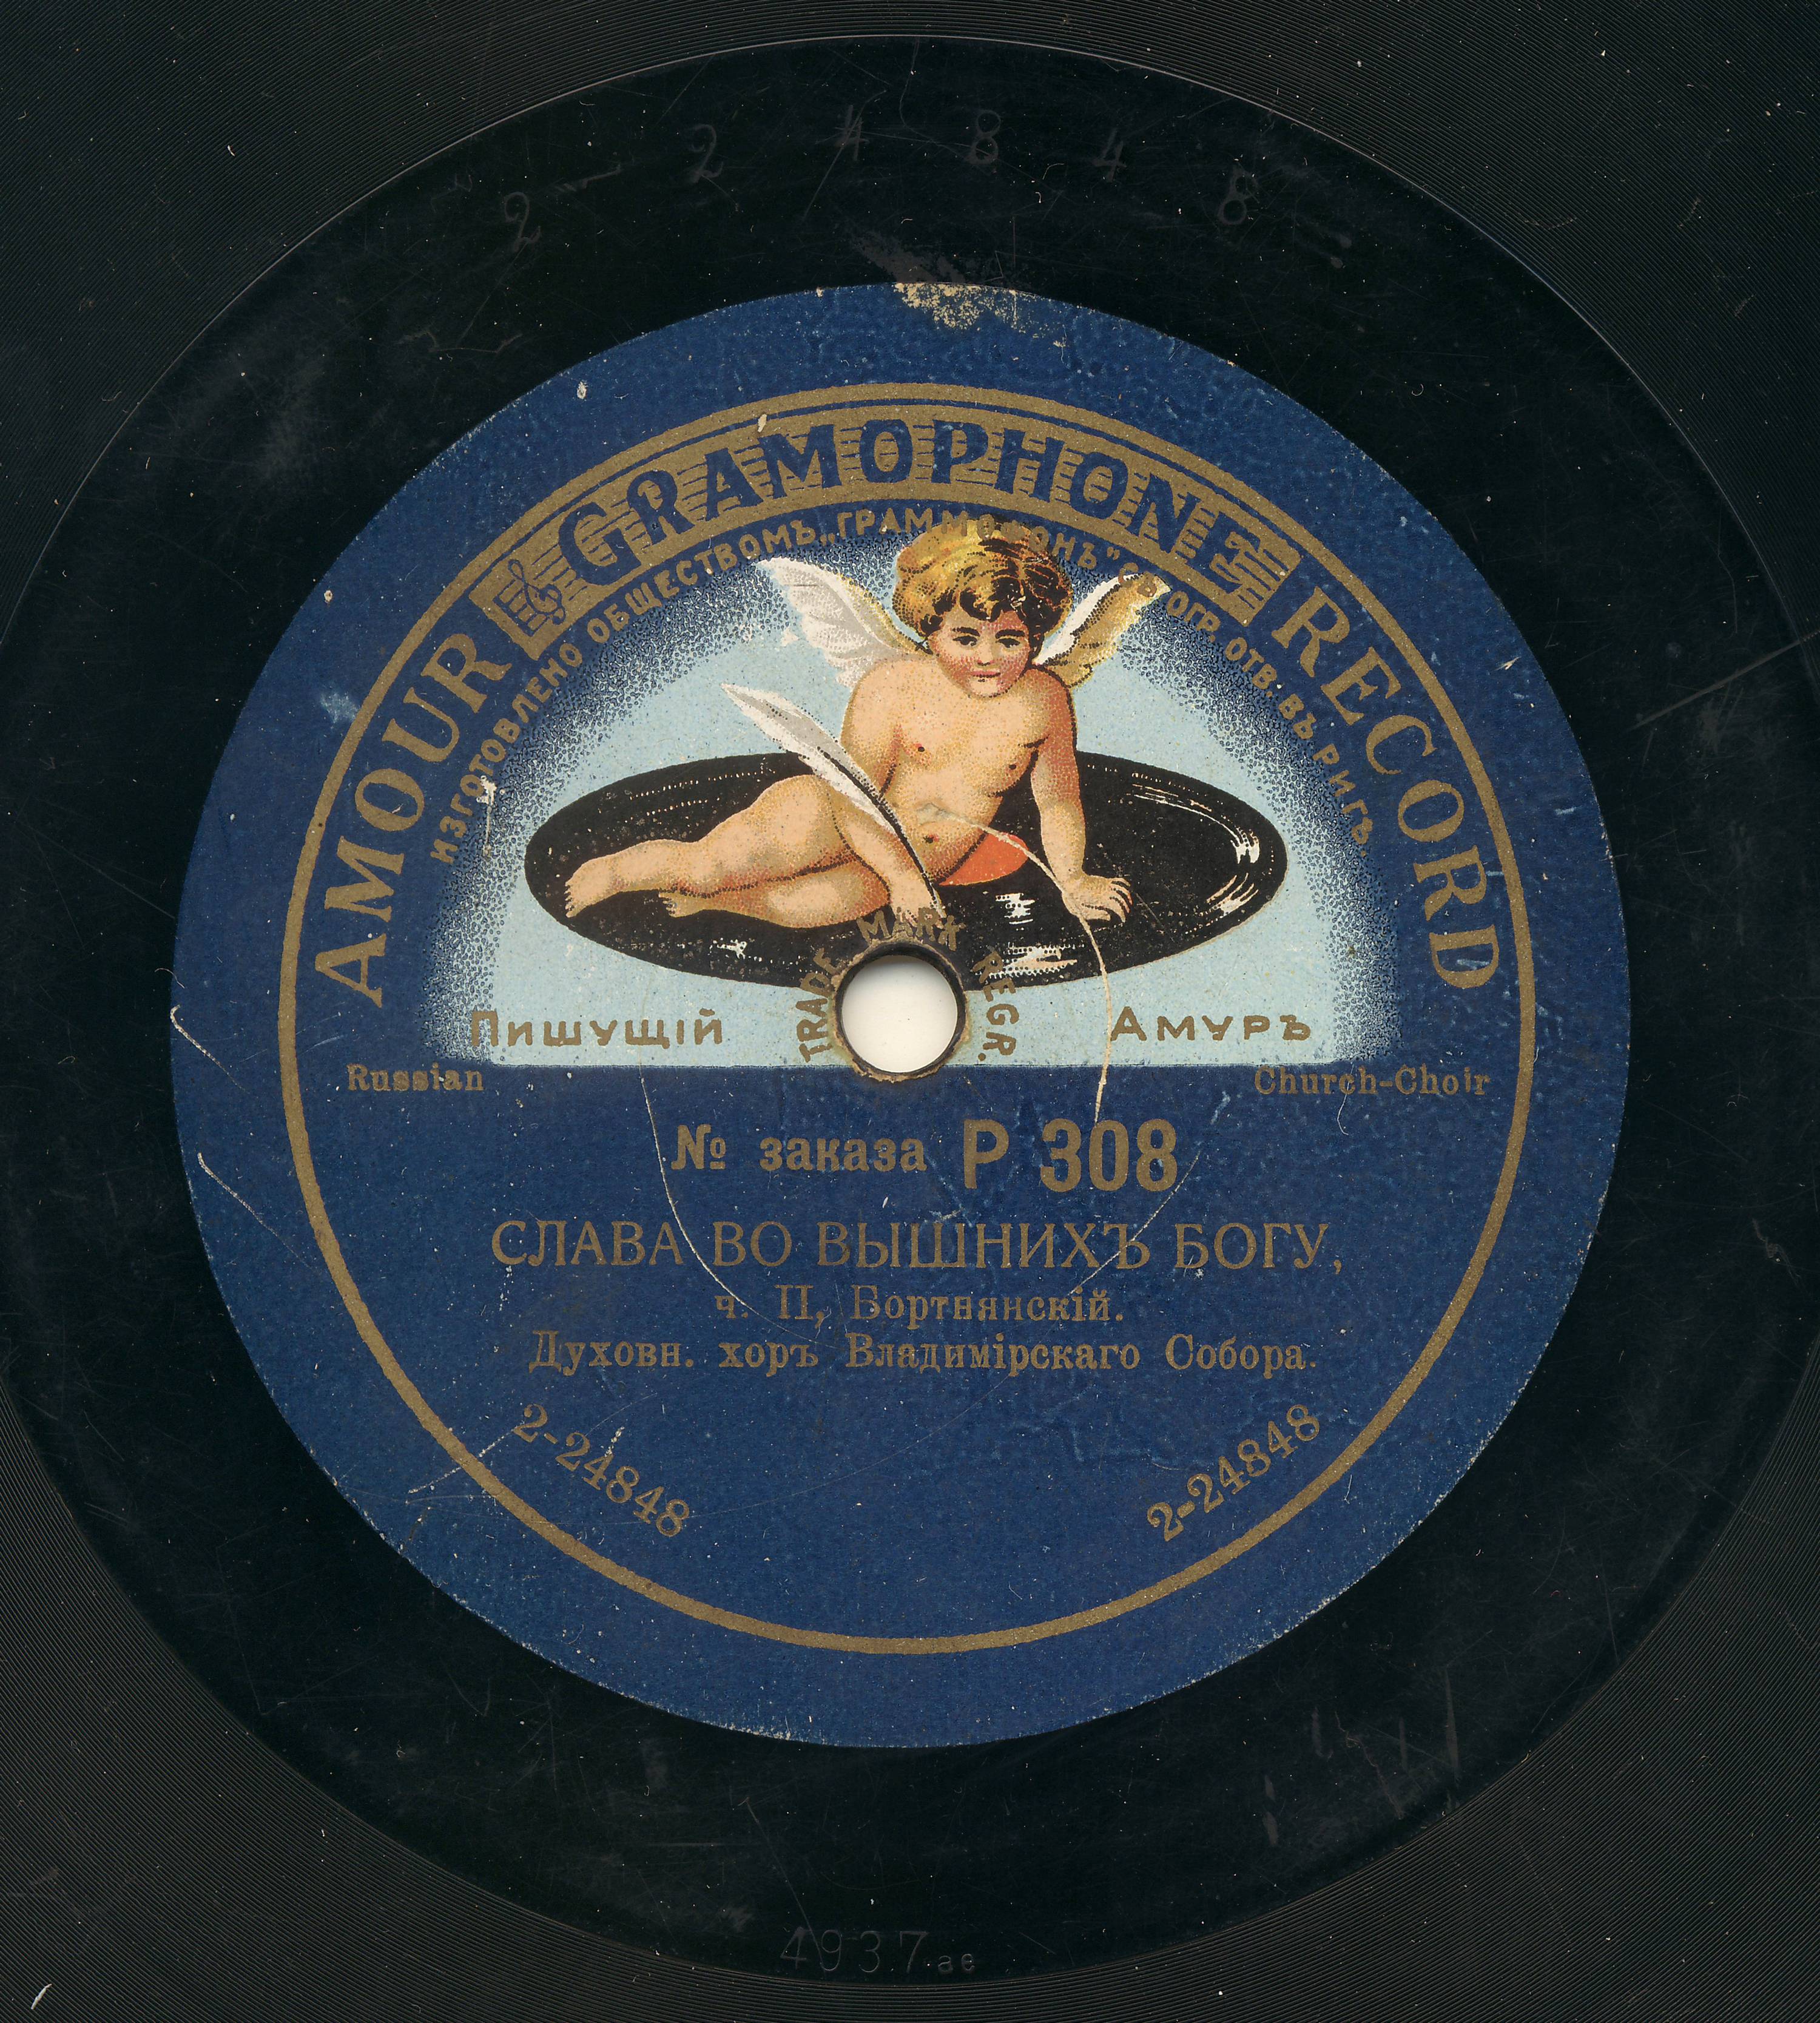 2-24848
AMOUR GRAMOPHONE RECORD
ИЗГОТОВЛЕНО ОБЩЕСТВОМЪ „ГРАММОФОНЪ" СЪ ОГР. ОТВ. ВЪ РИГѢ.
TRADE MARK REGR.
ПИШУЩІЙ АМУРЪ
Russian Church-Choir
№ заказа P 308
СЛАВА ВО ВЫШНИХЪ БОГУ,
ч. II, Бортнянскій.
Духовн. хоръ Владимірскаго Собора.
2-24848 2-24848
4937ae